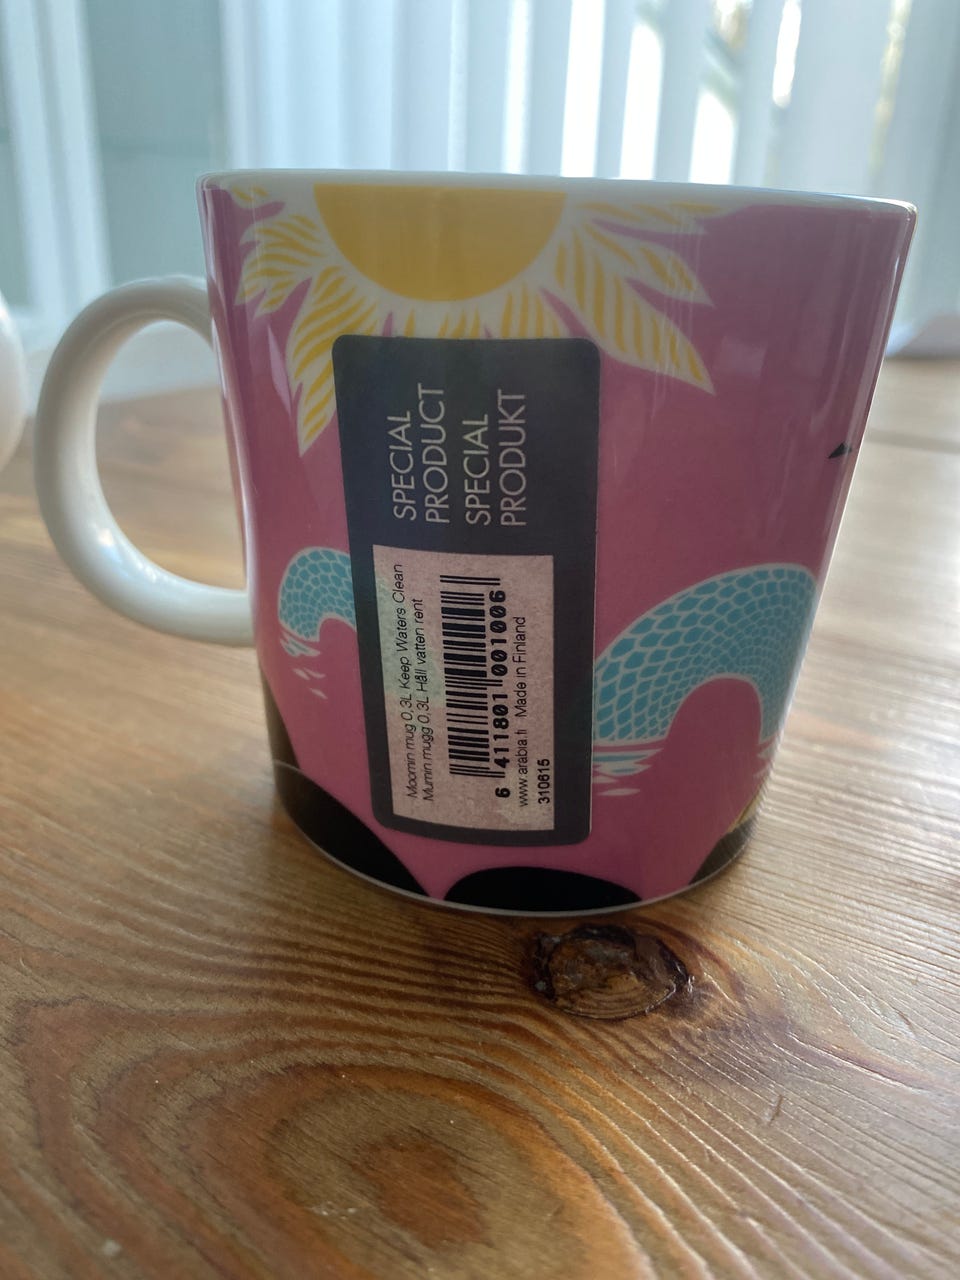 SPECIAL
PRODUCT
SPECIAL
PRODUKT
Moomin mug 0,3L Keep Waters Clean
Mumin mugg 0,3L Håll vatten rent
6 411801 001006
www.arabia.fi Made in Finland
310615